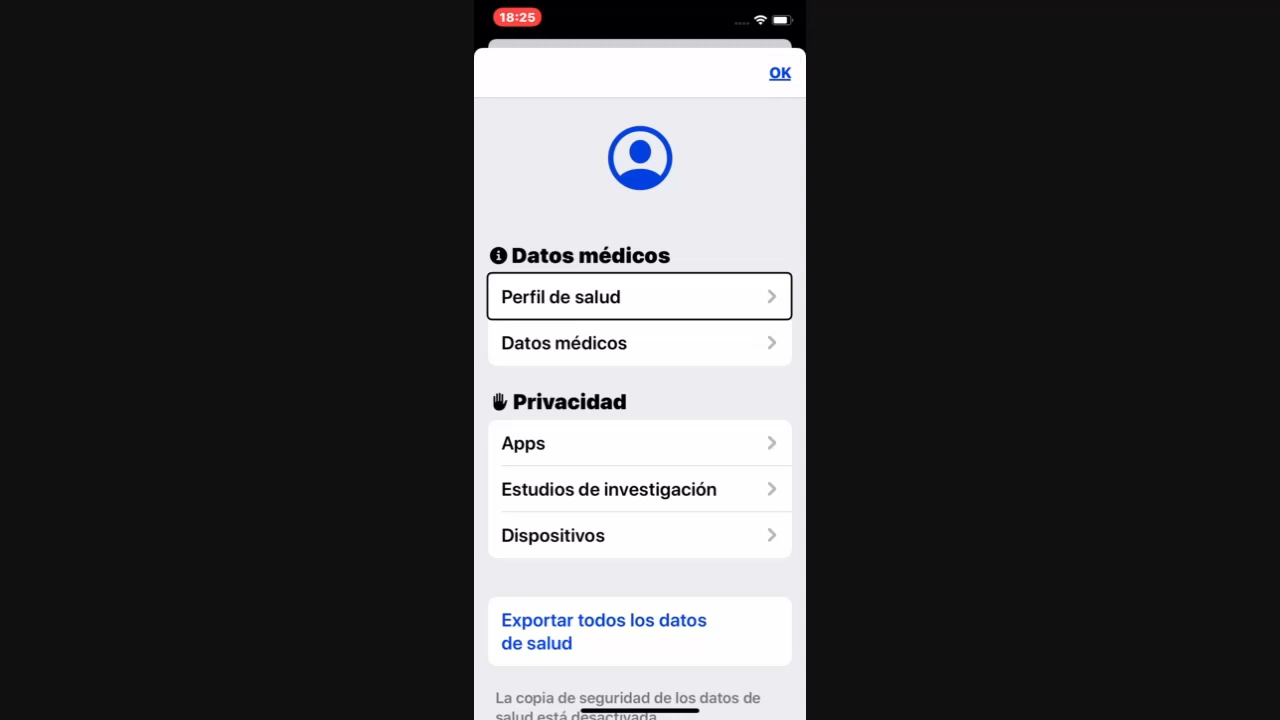 18:25
OK
Datos médicos
Perfil de salud
Datos médicos
Privacidad
Apps
Estudios de investigación
Dispositivos
Exportar todos los datos
de salud
La copia de seguridad de los datos de
salud está desactivada